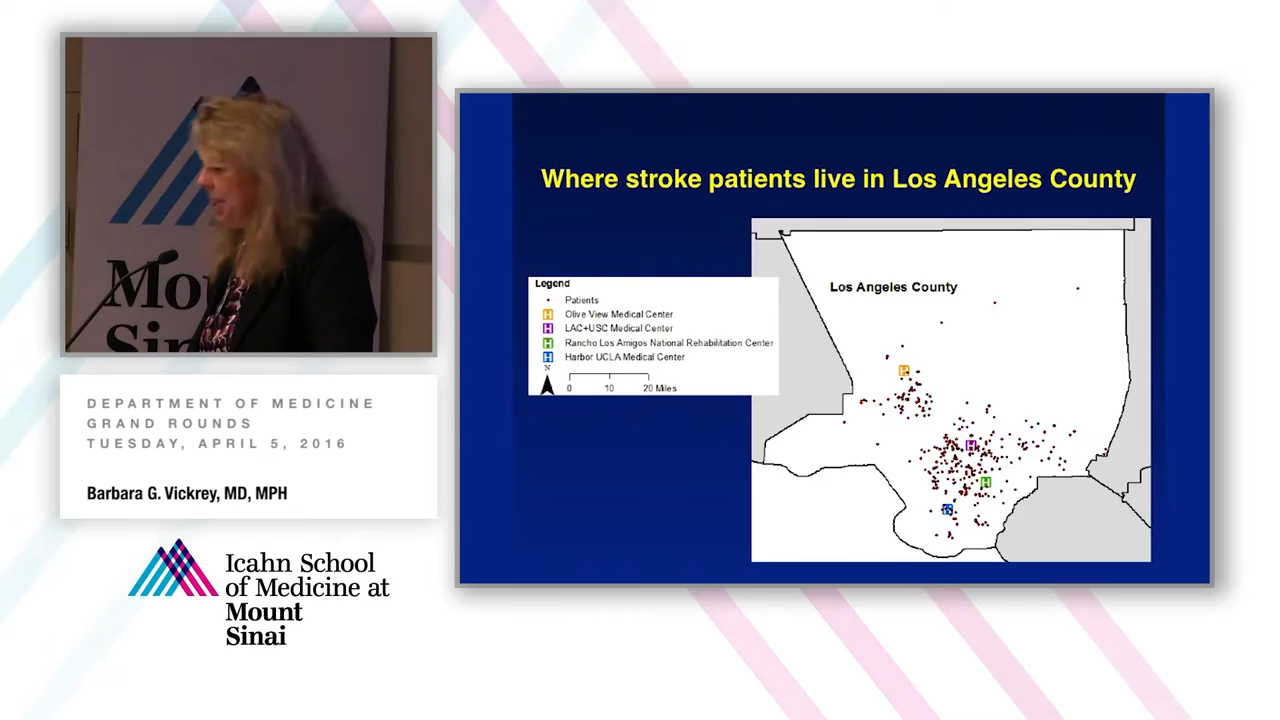 Mou
Sin
DEPARTMENT OF MEDICINE
GRAND ROUNDS
TUESDAY, APRIL 5, 2016
Barbara G. Vickrey, MD, MPH
Icahn School
of Medicine at
Mount
Sinai
Where stroke patients live in Los Angeles County
Legend
Patients
H Olive View Medical Center
H LAC+USC Medical Center
H Rancho Los Amigos National Rehabilitation Center
H Harbor UCLA Medical Center
N
0 10 20 Miles
Los Angeles County
H
H
H
H